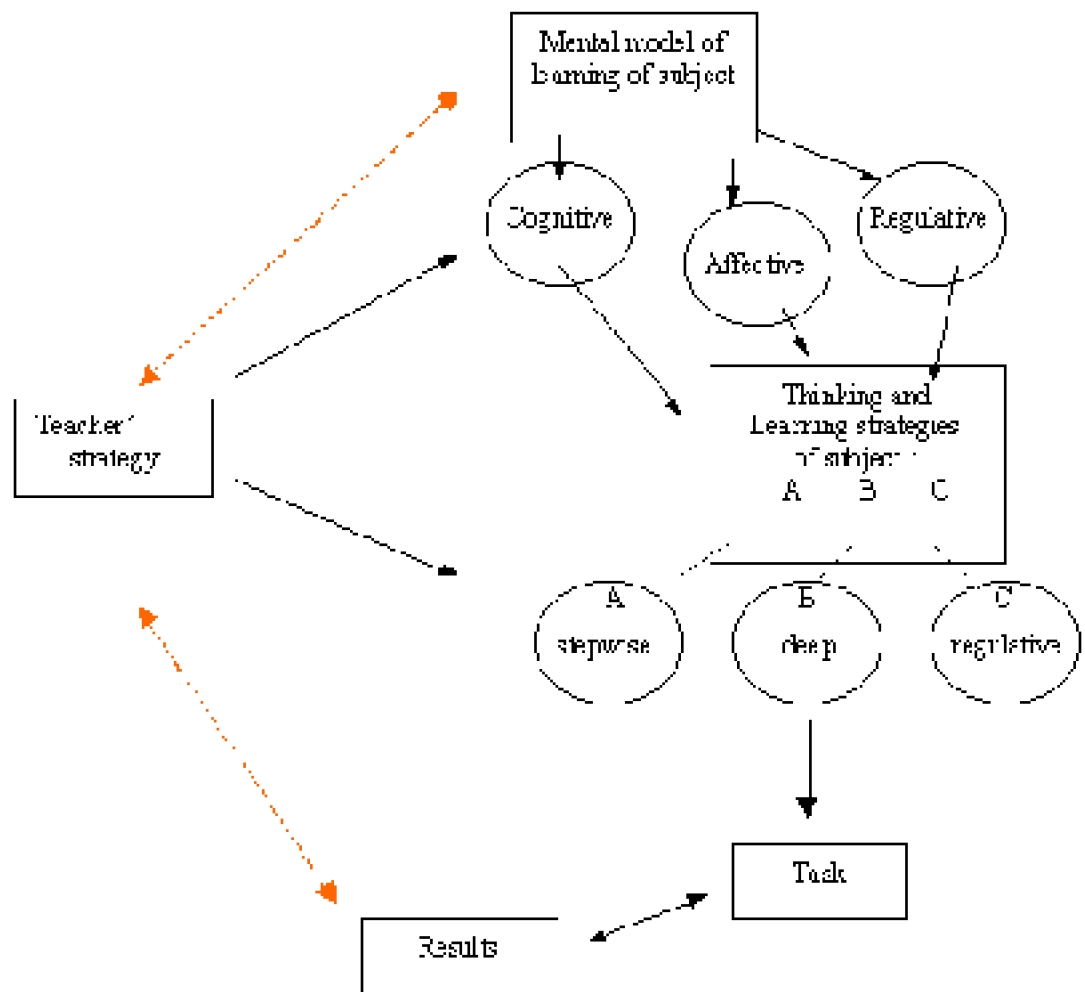 Mental model of
learning of subject
Cognitive
Affective
Regulative
Teacher'
strategy
Thinking and
Learning strategies
of subject
A B C
A
stepwise
B
deep
C
regulative
Task
Results